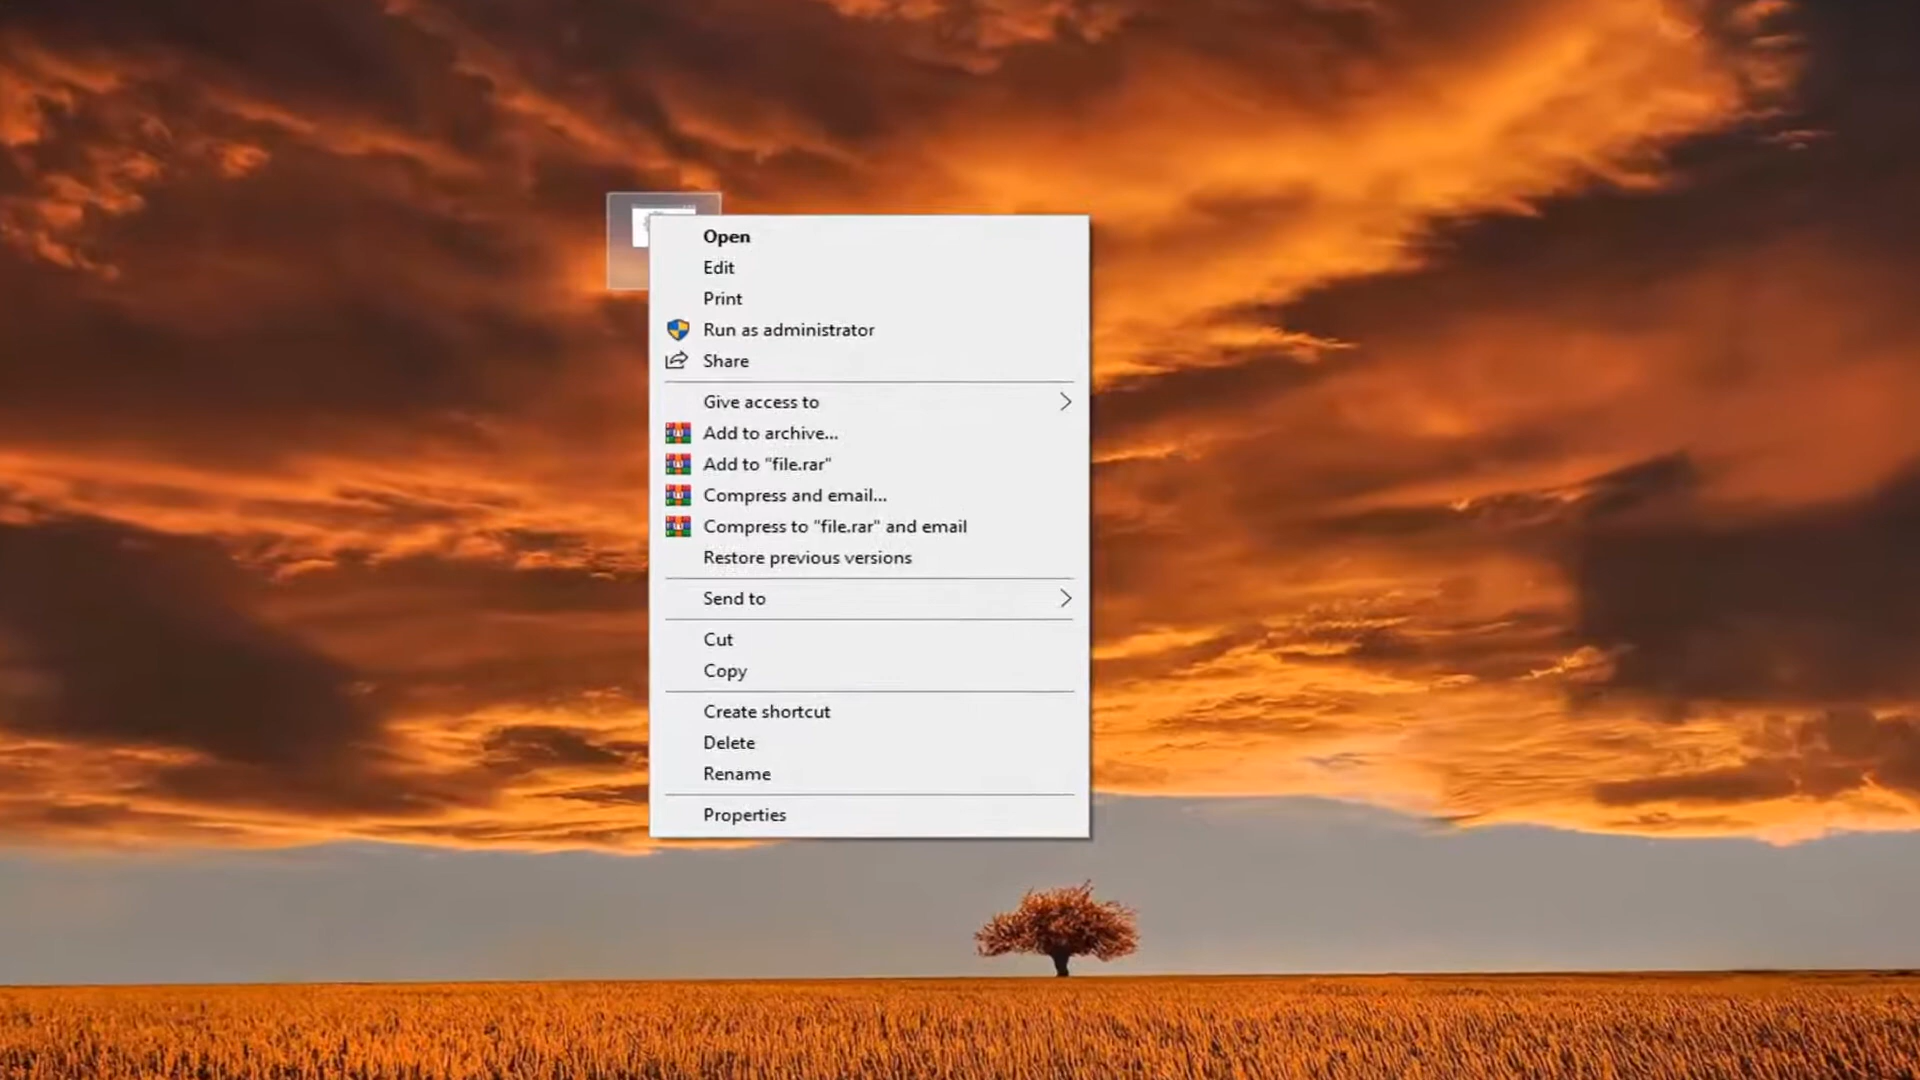 Open
Edit
Print
Run as administrator
Share
Give access to
Add to archive...
Add to "file.rar"
Compress and email...
Compress to "file.rar" and email
Restore previous versions
Send to
Cut
Copy
Create shortcut
Delete
Rename
Properties